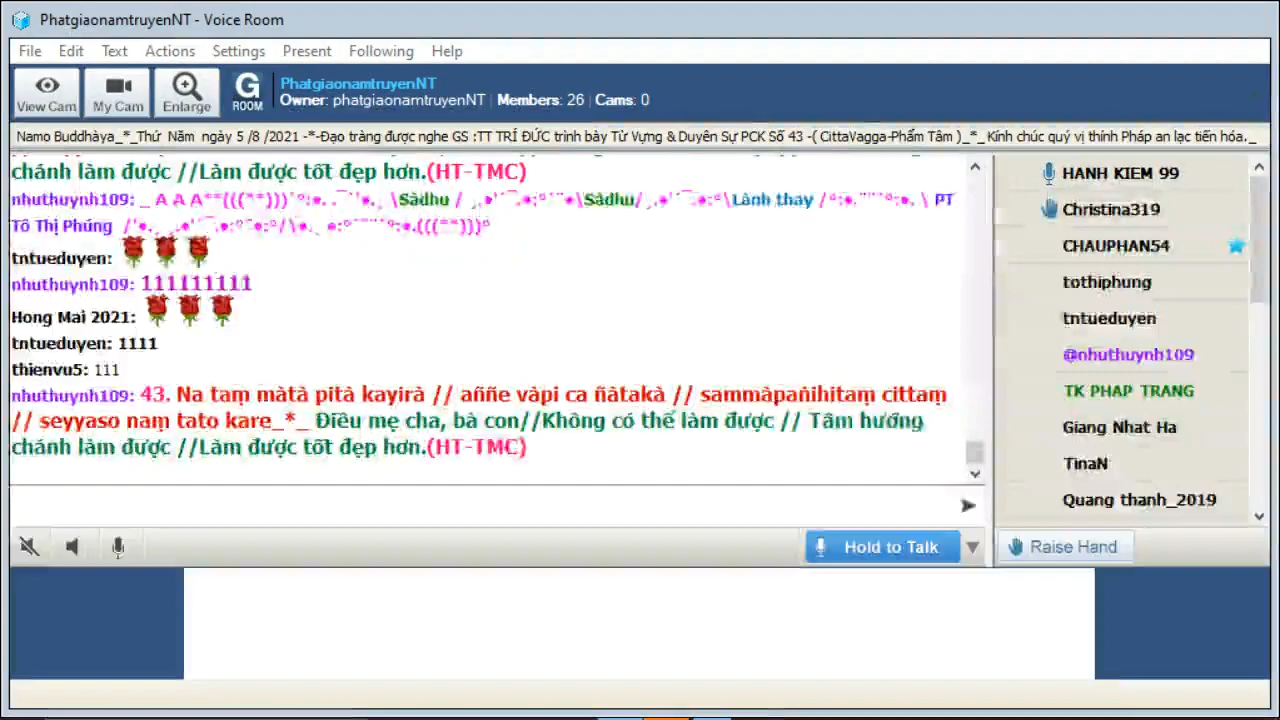 PhatgiaonamtruyenNT - Voice Room
File Edit Text Actions Settings Present Following Help
View Cam My Cam Enlarge G ROOM
PhatgiaonamtruyenNT
Owner: phatgiaonamtruyenNT | Members: 26 | Cams: 0
Namo Buddhàya_*_Thứ Năm ngày 5 /8 /2021 -*-Đạo tràng được nghe GS :TT TRÍ ĐỨC trình bày Từ Vựng & Duyên Sự PCK Số 43 -( CittaVagga-Phẩm Tâm )_*_Kính chúc quý vị thính Pháp an lạc tiến hóa._
chánh làm được //Làm được tốt đẹp hơn.(HT-TMC)
nhuthuynh109: _ A A A**(((**))) \Sàdhu / \Sàdhu/ \Lành thay / \ PT
Tô Thị Phúng
tntueduyen:
nhuthuynh109: 111111111
Hong Mai 2021:
tntueduyen: 1111
thienvu5: 111
nhuthuynh109: 43. Na taṃ màtà pità kayirà // aññe vàpi ca ñàtakà // sammàpaṅihitaṃ cittaṃ
// seyyaso naṃ tato kare_*_ Điều mẹ cha, bà con//Không có thể làm được // Tâm hướng
chánh làm được //Làm được tốt đẹp hơn.(HT-TMC)
HANH KIEM 99
Christina319
CHAUPHAN54
tothiphung
tntueduyen
@nhuthuynh109
TK PHAP TRANG
Giang Nhat Ha
TinaN
Quang thanh_2019
Hold to Talk
Raise Hand